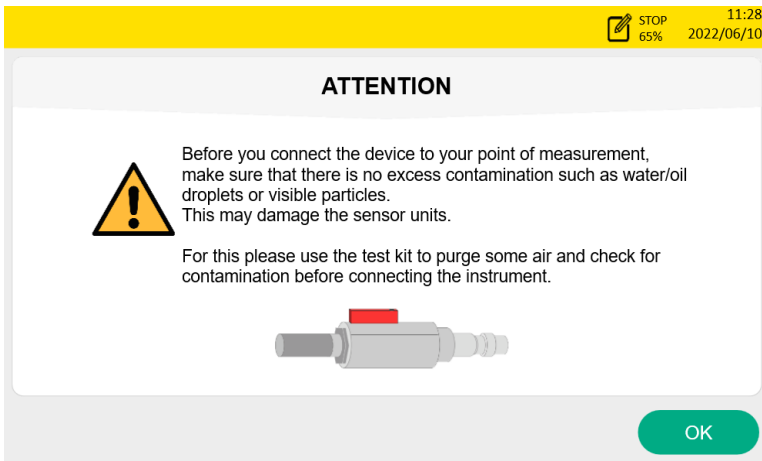 STOP
65%
11:28
2022/06/10
ATTENTION
Before you connect the device to your point of measurement,
make sure that there is no excess contamination such as water/oil
droplets or visible particles.
This may damage the sensor units.
For this please use the test kit to purge some air and check for
contamination before connecting the instrument.
OK